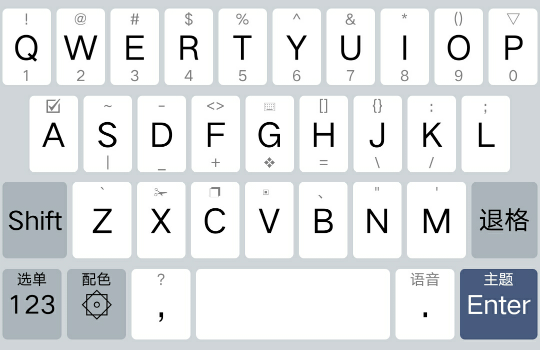 ! @ # $ % ^ & * () ▽
Q W E R T Y U I O P
1 2 3 4 5 6 7 8 9 0
~ - <> [] {} : ;
A S D F G H J K L
| _ + ❖ = \ /
` 、 " '
Shift Z X C V B N M 退格
选单 配色 ? 语音 主题
123 , . Enter